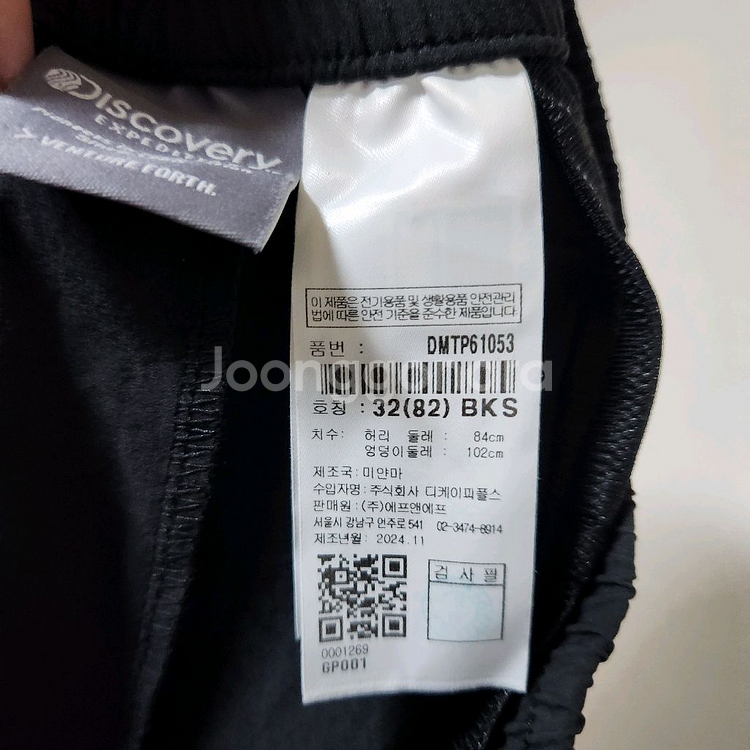 Discovery
EXPEDITION
> VENTURE FORTH.
이 제품은 전기용품 및 생활용품 안전관리
법에 따른 안전 기준을 준수한 제품입니다
품번 : DMTP61053
호칭 : 32(82) BKS
치수: 허리 둘레 : 84cm
엉덩이둘레 : 102cm
제조국: 미얀마
수입자명: 주식회사 디케이피플스
판매원 : (주)에프앤에프
서울시 강남구 언주로 541 02-3474-8914
제조년월: 2024.11
검 사 필
0001269
GP001